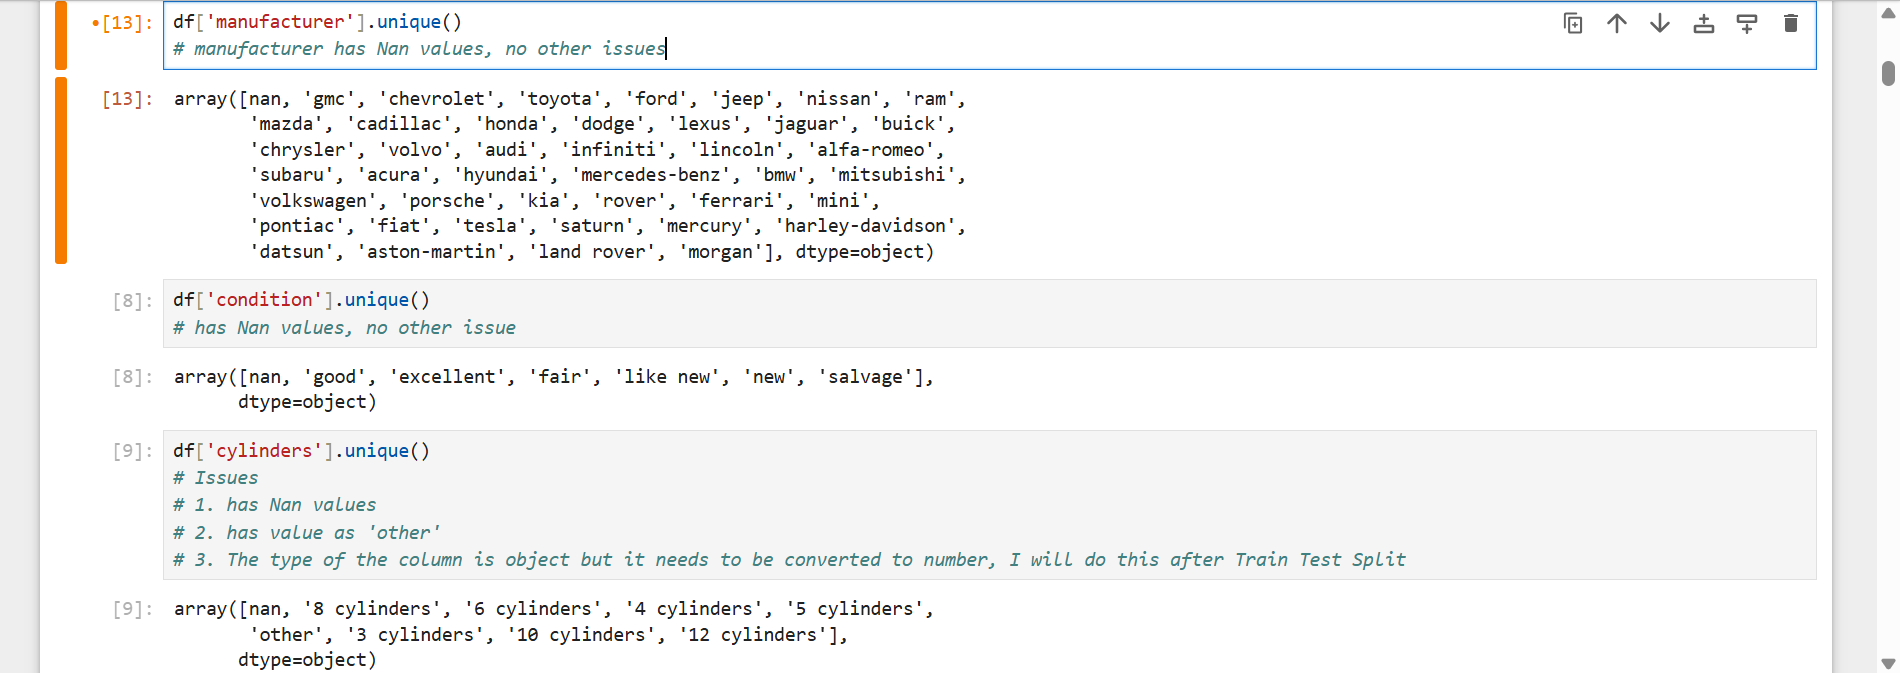 •[13]: df['manufacturer'].unique()
# manufacturer has Nan values, no other issues
[13]: array([nan, 'gmc', 'chevrolet', 'toyota', 'ford', 'jeep', 'nissan', 'ram',
'mazda', 'cadillac', 'honda', 'dodge', 'lexus', 'jaguar', 'buick',
'chrysler', 'volvo', 'audi', 'infiniti', 'lincoln', 'alfa-romeo',
'subaru', 'acura', 'hyundai', 'mercedes-benz', 'bmw', 'mitsubishi',
'volkswagen', 'porsche', 'kia', 'rover', 'ferrari', 'mini',
'pontiac', 'fiat', 'tesla', 'saturn', 'mercury', 'harley-davidson',
'datsun', 'aston-martin', 'land rover', 'morgan'], dtype=object)
[8]: df['condition'].unique()
# has Nan values, no other issue
[8]: array([nan, 'good', 'excellent', 'fair', 'like new', 'new', 'salvage'],
dtype=object)
[9]: df['cylinders'].unique()
# Issues
# 1. has Nan values
# 2. has value as 'other'
# 3. The type of the column is object but it needs to be converted to number, I will do this after Train Test Split
[9]: array([nan, '8 cylinders', '6 cylinders', '4 cylinders', '5 cylinders',
'other', '3 cylinders', '10 cylinders', '12 cylinders'],
dtype=object)